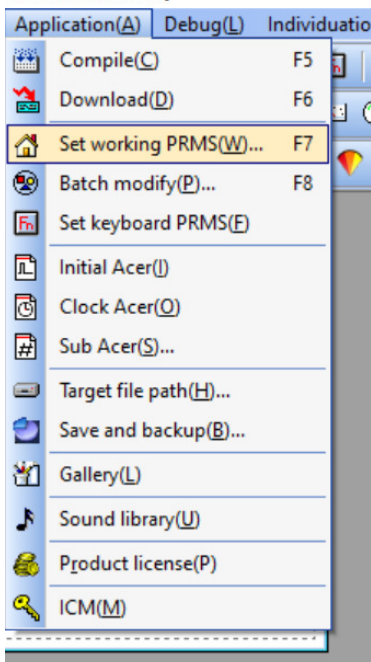 Application(A) Debug(L) Individuatio
Compile(C) F5
Download(D) F6
Set working PRMS(W)... F7
Batch modify(P)... F8
Set keyboard PRMS(F)
Initial Acer(I)
Clock Acer(O)
Sub Acer(S)...
Target file path(H)...
Save and backup(B)...
Gallery(L)
Sound library(U)
Product license(P)
ICM(M)